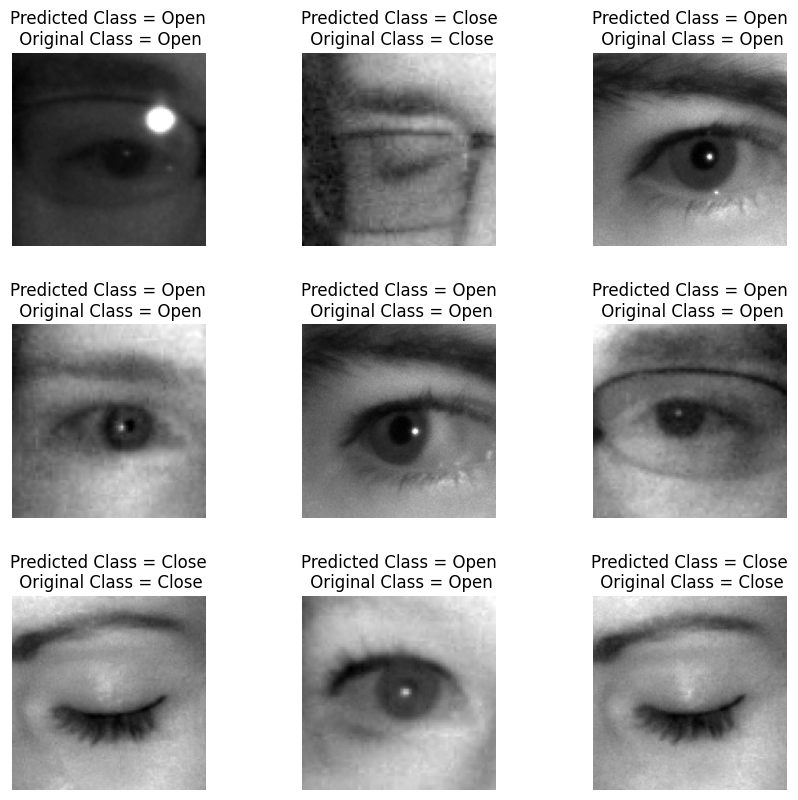 Predicted Class = Open
Original Class = Open
Predicted Class = Close
Original Class = Close
Predicted Class = Open
Original Class = Open
Predicted Class = Open
Original Class = Open
Predicted Class = Open
Original Class = Open
Predicted Class = Open
Original Class = Open
Predicted Class = Close
Original Class = Close
Predicted Class = Open
Original Class = Open
Predicted Class = Close
Original Class = Close